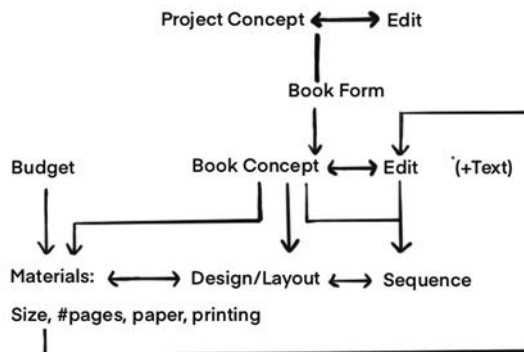 Project Concept Edit
Book Form
Budget Book Concept Edit *(+Text)
Materials: Design/Layout Sequence
Size, #pages, paper, printing